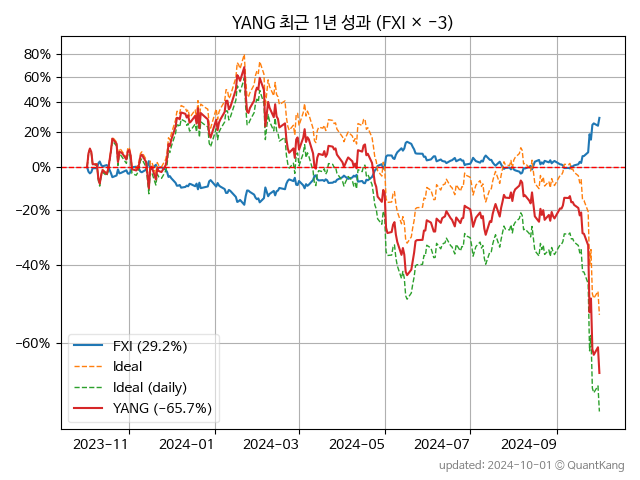 YANG 최근 1년 성과 (FXI × −3)
80%
60%
40%
20%
0%
−20%
−40%
−60%
FXI (29.2%)
Ideal
Ideal (daily)
YANG (−65.7%)
2023-11
2024-01
2024-03
2024-05
2024-07
2024-09
updated: 2024-10-01 © QuantKang